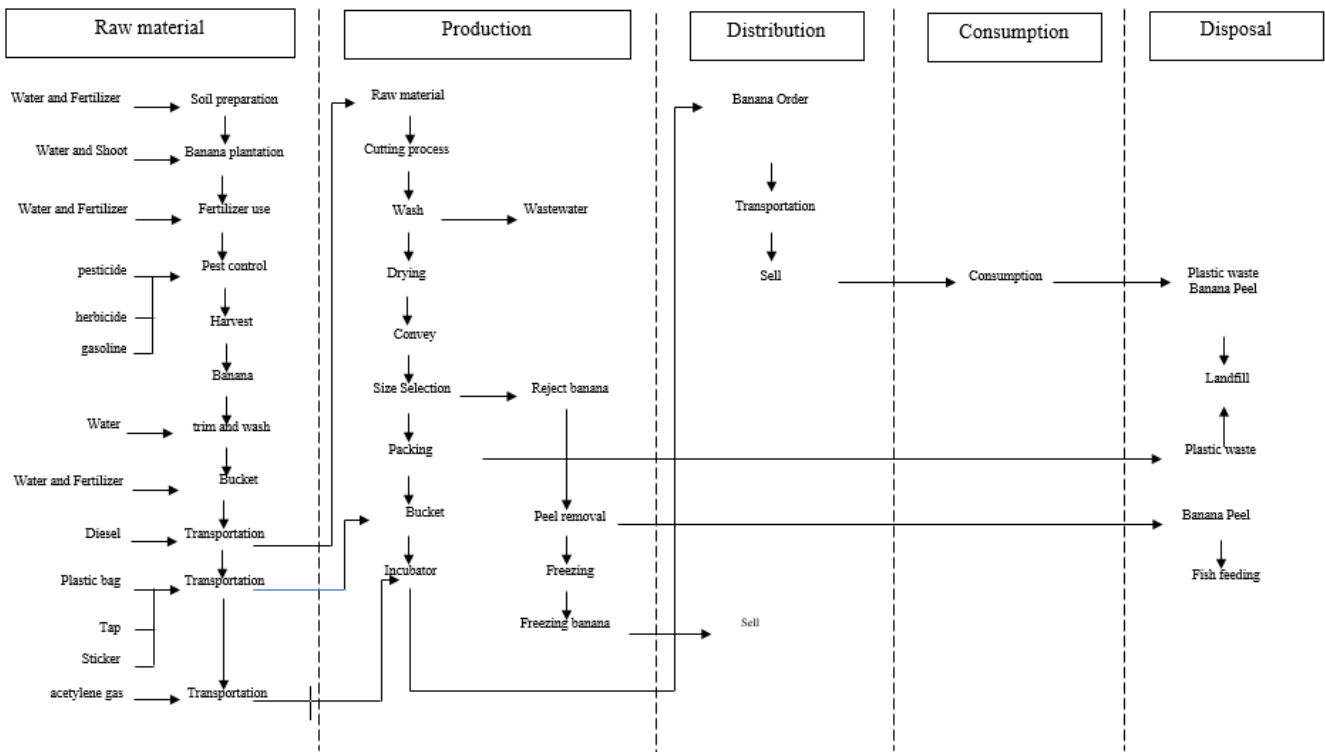 Raw material
Production
Distribution
Consumption
Disposal
Water and Fertilizer
Soil preparation
Water and Shoot
Banana plantation
Water and Fertilizer
Fertilizer use
pesticide
Pest control
herbicide
gasoline
Harvest
Banana
Water
trim and wash
Water and Fertilizer
Bucket
Diesel
Transportation
Plastic bag
Transportation
Tap
Sticker
acetylene gas
Transportation
Raw material
Cutting process
Wash
Wastewater
Drying
Convey
Size Selection
Reject banana
Packing
Bucket
Peel removal
Incubator
Freezing
Freezing banana
Banana Order
Transportation
Sell
Sell
Consumption
Plastic waste
Banana Peel
Landfill
Plastic waste
Banana Peel
Fish feeding